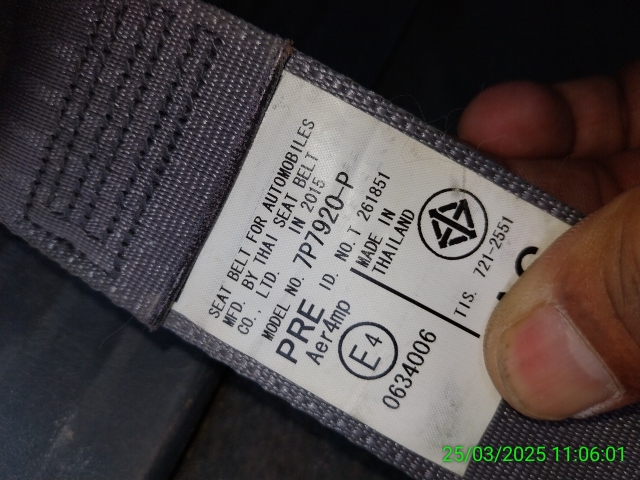 SEAT BELT FOR AUTOMOBILES
MFD. BY THAI SEAT BELT
CO., LTD. IN 2015
MODEL NO. 7P7920-P
PRE ID. NO. T 261851
Aer4mp
MADE IN
THAILAND
E4
0634006
TIS. 721-2551
25/03/2025 11:06:01